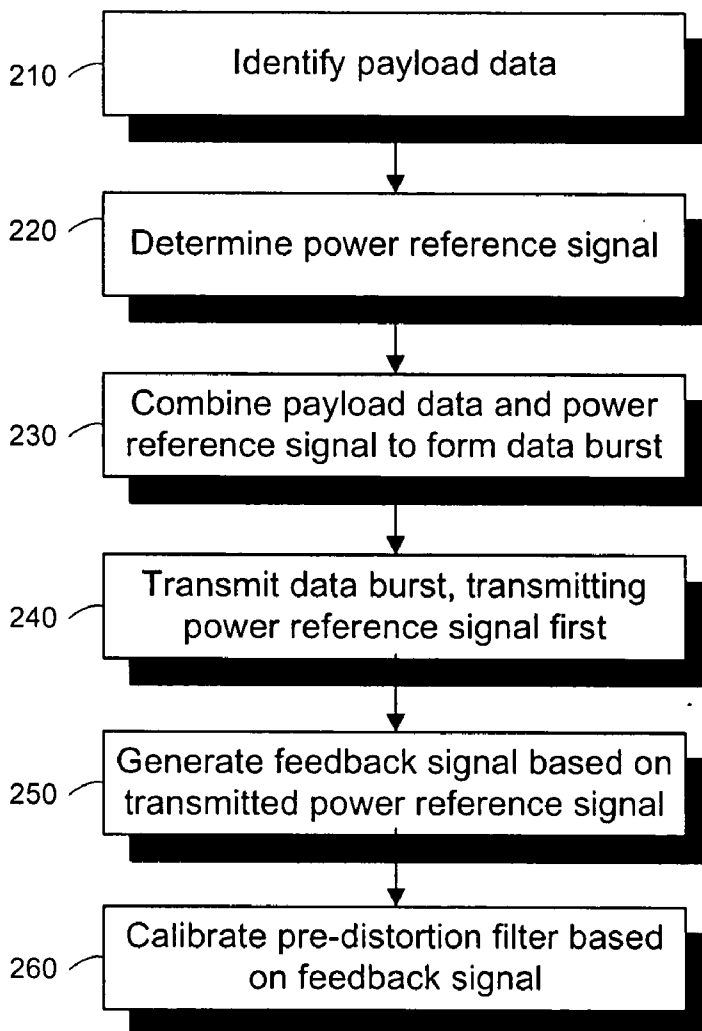 210
Identify payload data
220
Determine power reference signal
230
Combine payload data and power
reference signal to form data burst
240
Transmit data burst, transmitting
power reference signal first
250
Generate feedback signal based on
transmitted power reference signal
260
Calibrate pre-distortion filter based
on feedback signal